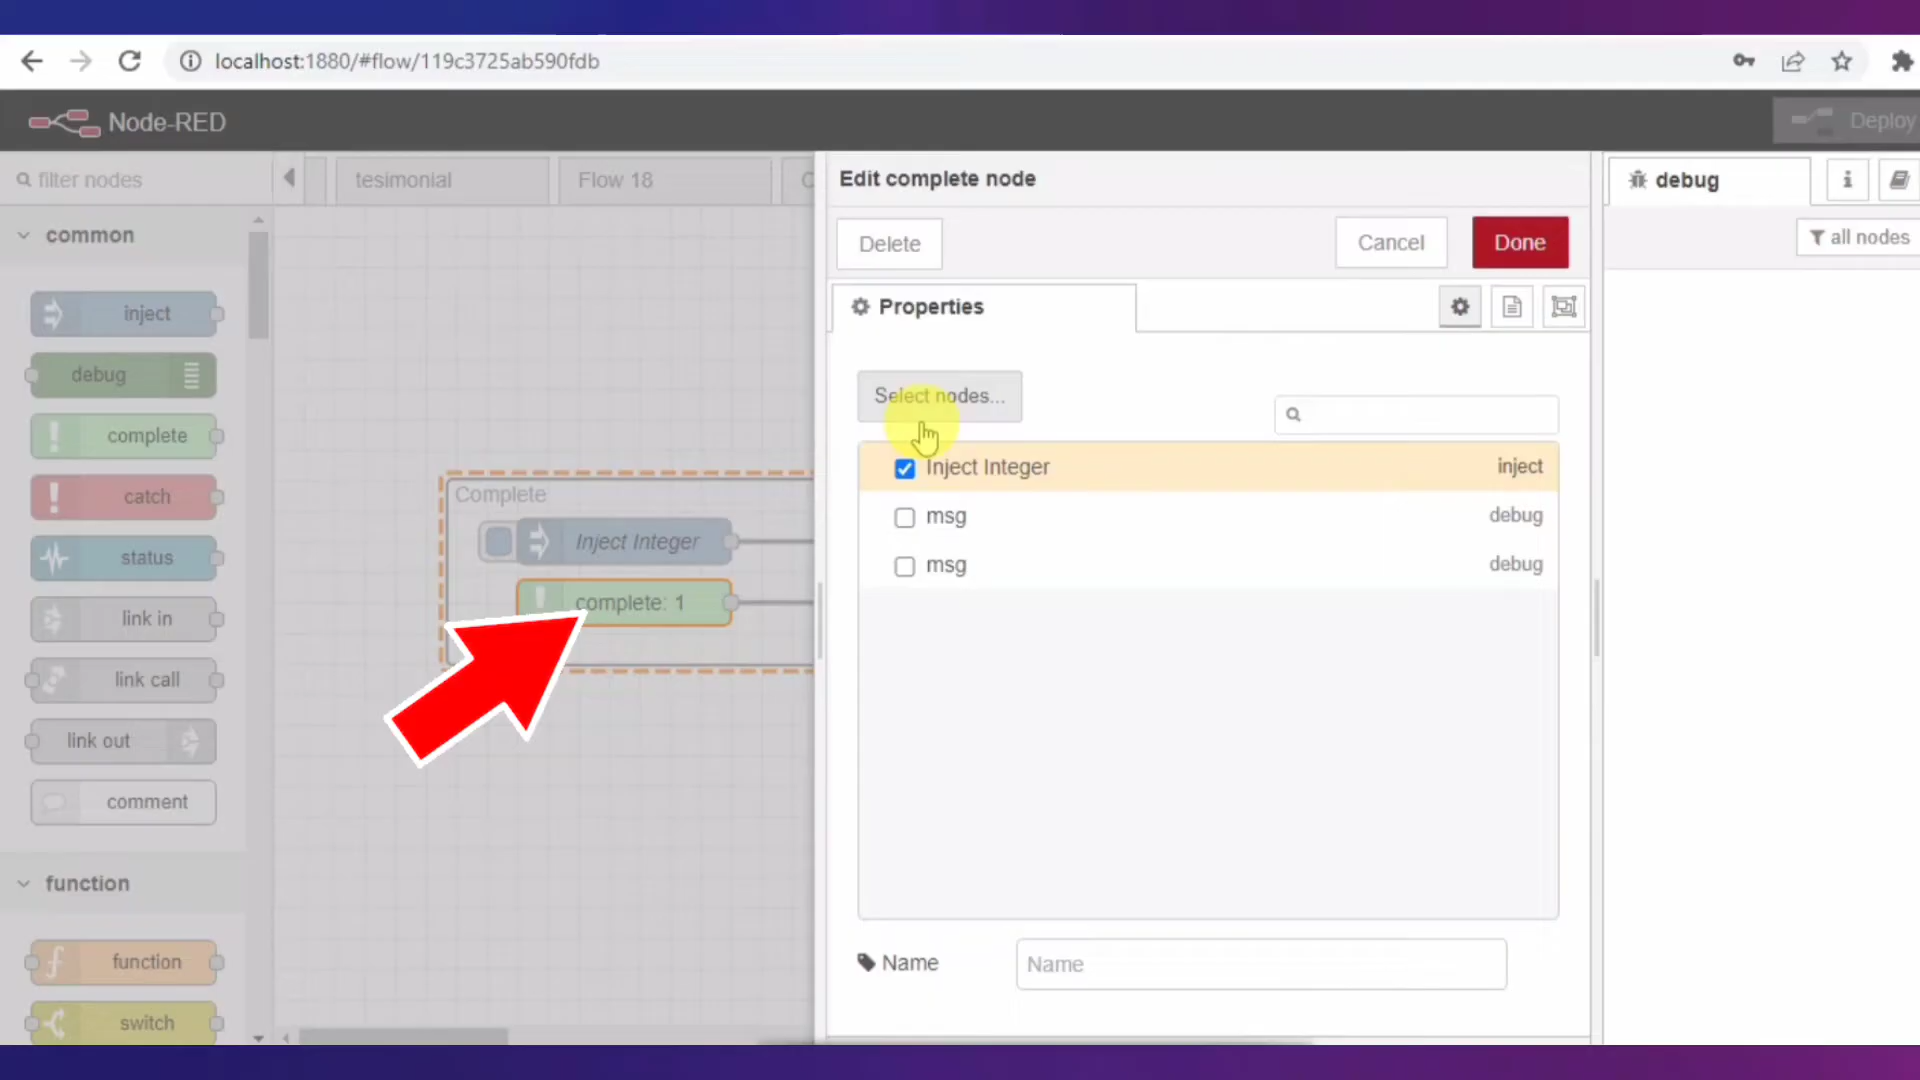 localhost:1880/#flow/119c3725ab590fdb
Node-RED
Deploy
filter nodes
tesimonial
Flow 18
Edit complete node
debug
Delete
Cancel
Done
all nodes
common
Properties
inject
debug
complete
catch
status
link in
link call
link out
comment
function
function
switch
Select nodes...
Inject Integer
inject
msg
debug
msg
debug
Complete
Inject Integer
complete: 1
Name
Name